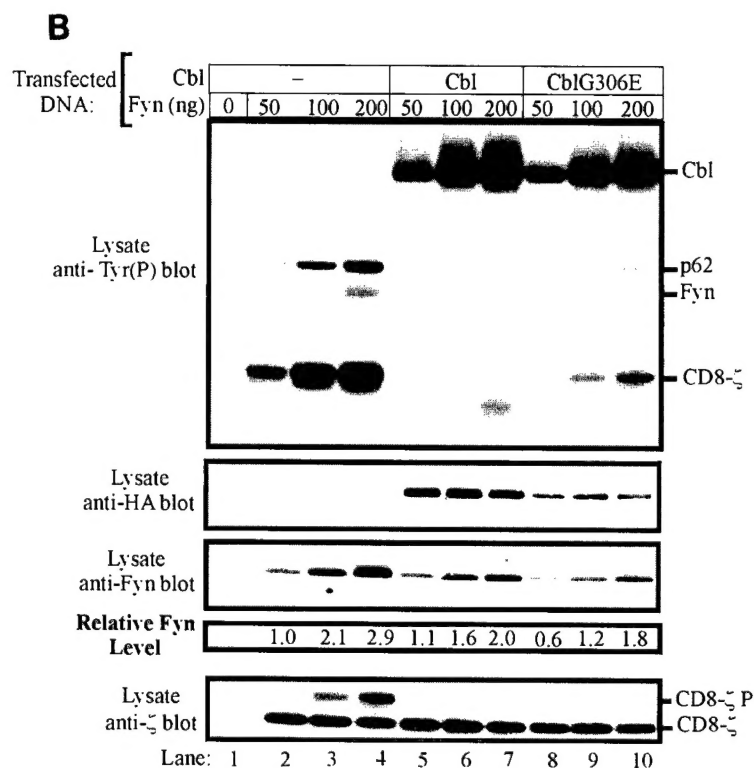 B
Transfected DNA: Cbl – Cbl CblG306E
Fyn (ng) 0 50 100 200 50 100 200 50 100 200
Cbl
Lysate
anti- Tyr(P) blot
p62
Fyn
CD8-ζ
Lysate
anti-HA blot
Lysate
anti-Fyn blot
Relative Fyn
Level
1.0 2.1 2.9 1.1 1.6 2.0 0.6 1.2 1.8
Lysate
anti-ζ blot
CD8-ζ P
CD8-ζ
Lane: 1 2 3 4 5 6 7 8 9 10